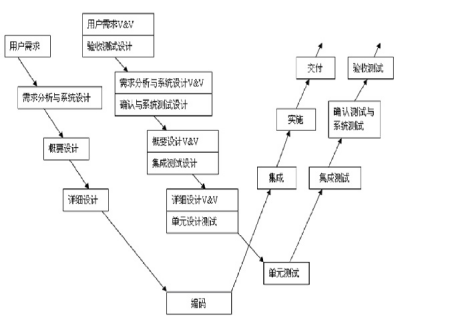 用户需求V&V
验收测试设计
用户需求
需求分析与系统设计V&V
确认与系统测试设计
需求分析与系统设计
概要设计V&V
集成测试设计
概要设计
详细设计V&V
单元设计测试
详细设计
编码
交付
验收测试
实施
确认测试与
系统测试
集成
集成测试
单元测试